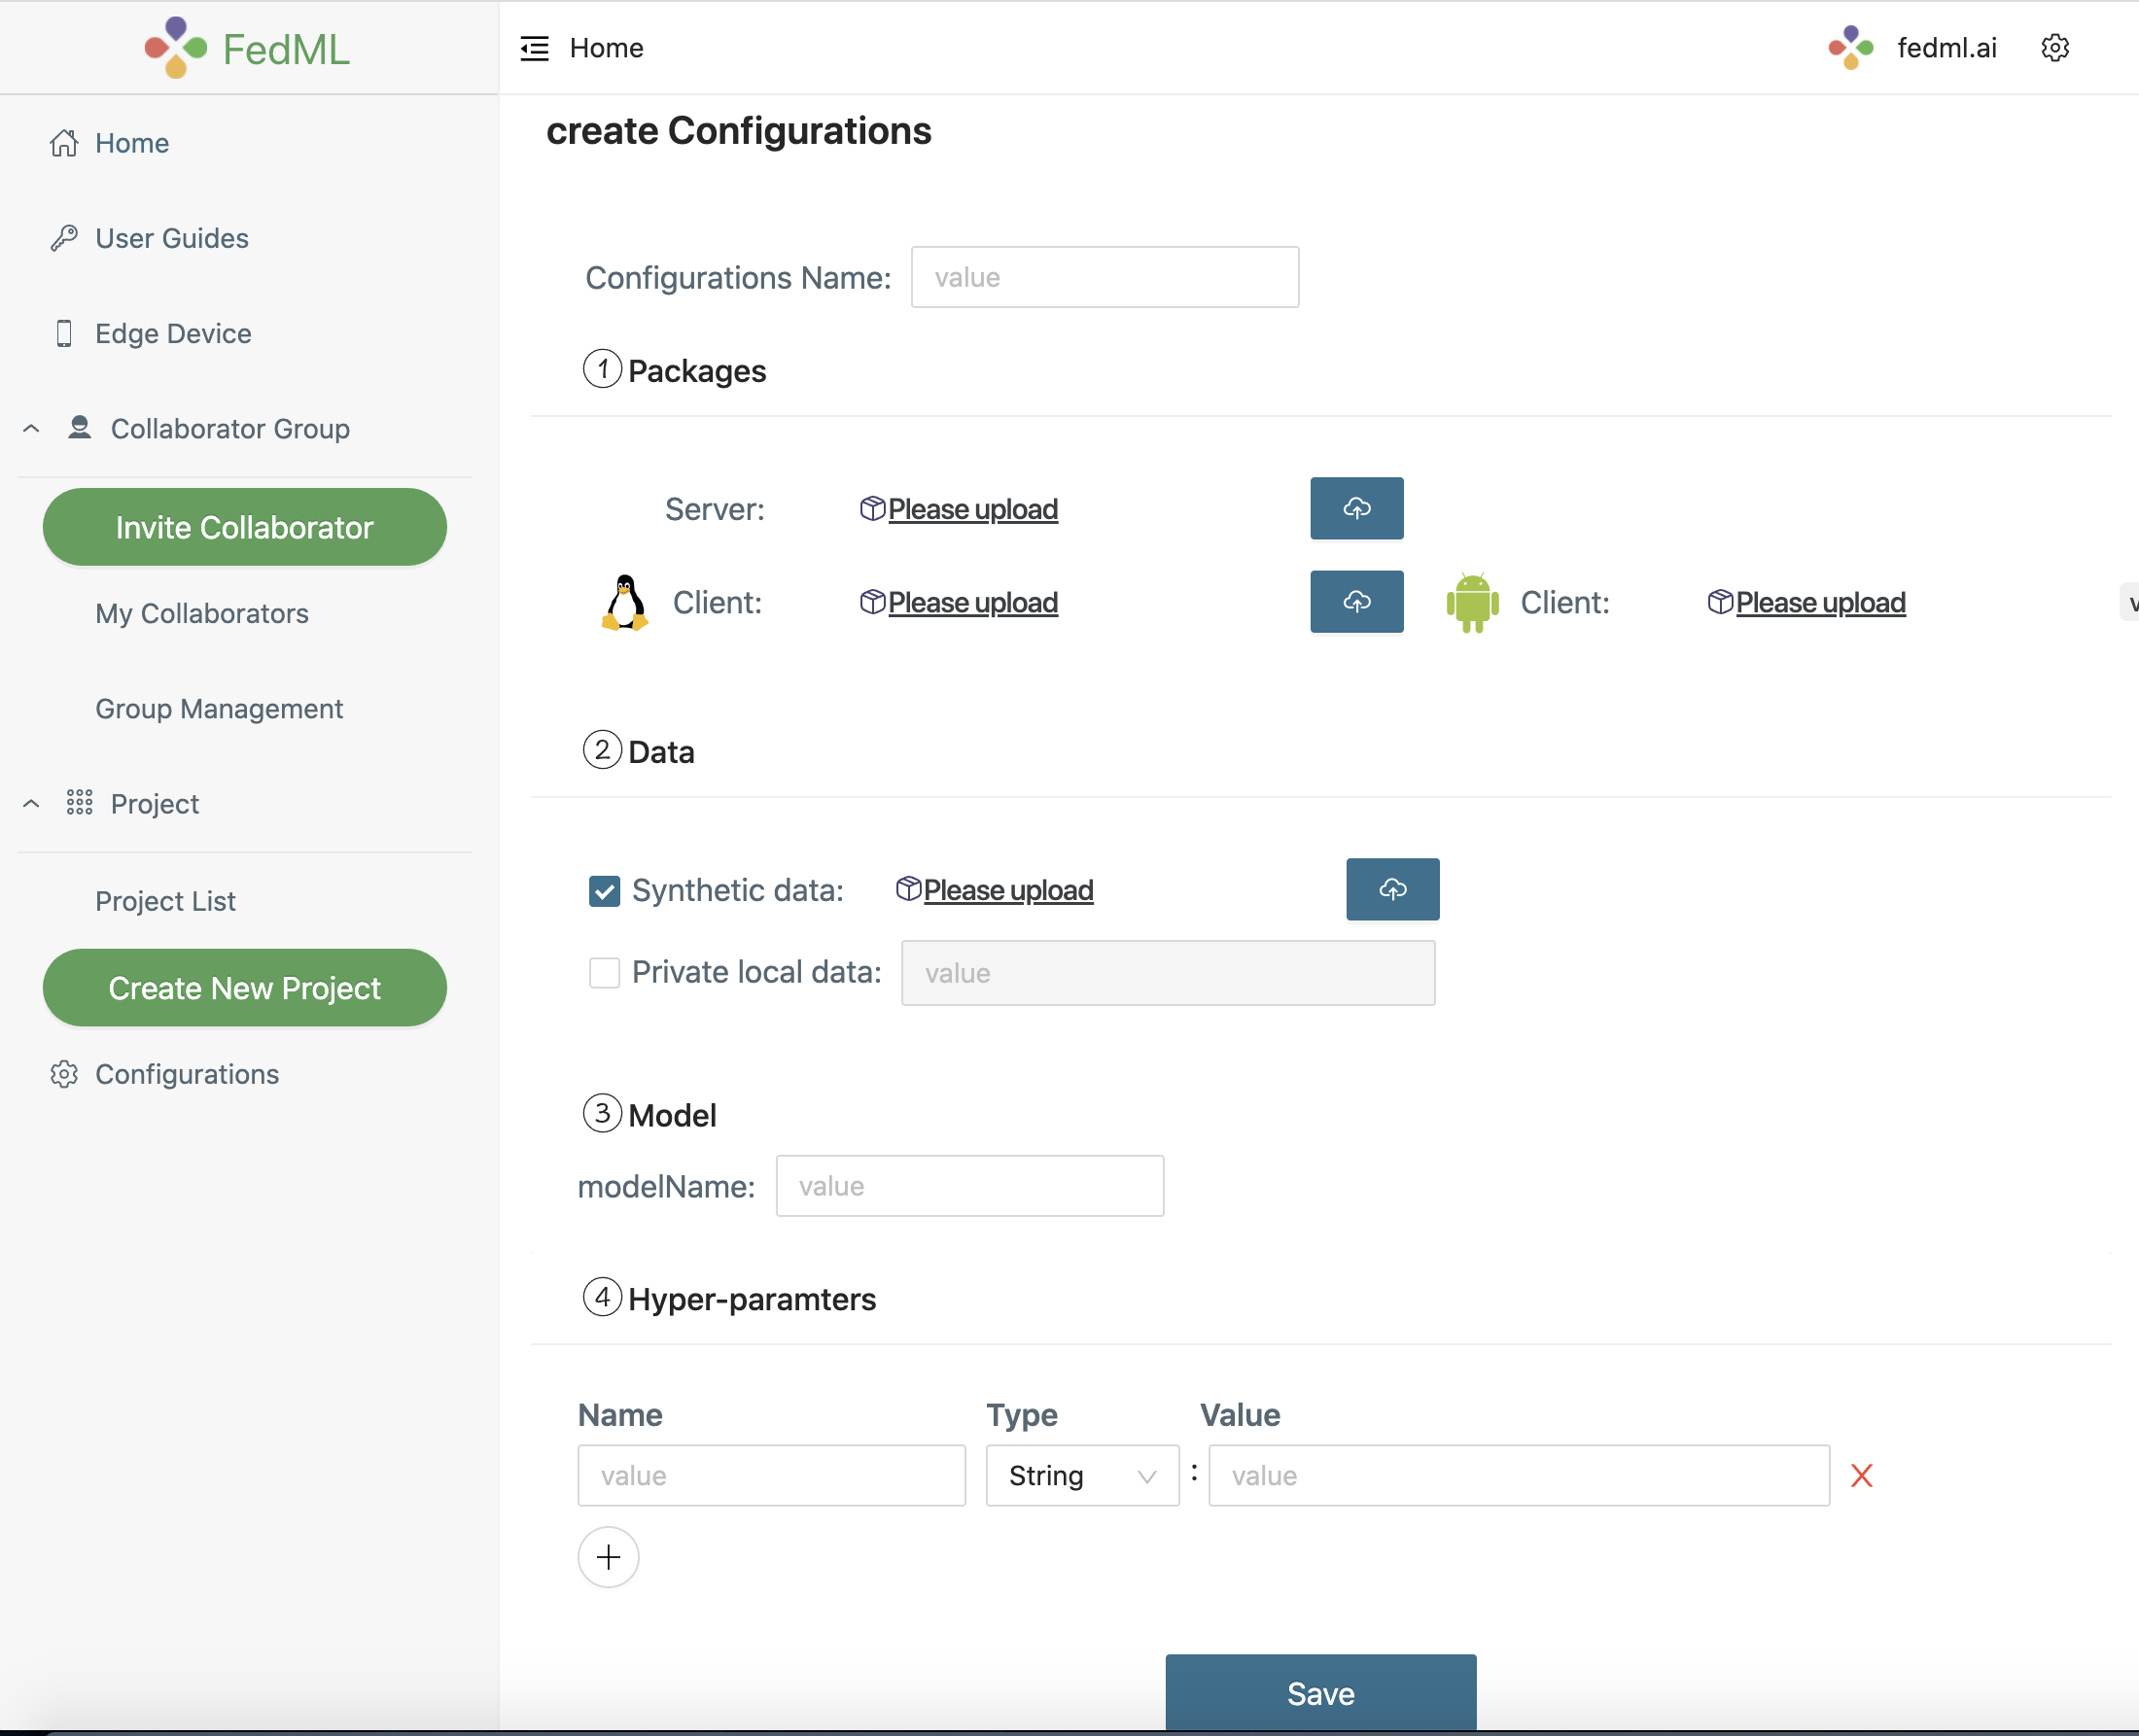 FedML
Home
fedml.ai
Home
User Guides
Edge Device
Collaborator Group
Invite Collaborator
My Collaborators
Group Management
Project
Project List
Create New Project
Configurations
create Configurations
Configurations Name: value
1 Packages
Server: Please upload
Client: Please upload Client: Please upload
2 Data
Synthetic data: Please upload
Private local data: value
3 Model
modelName: value
4 Hyper-paramters
Name Type Value
value String : value
Save